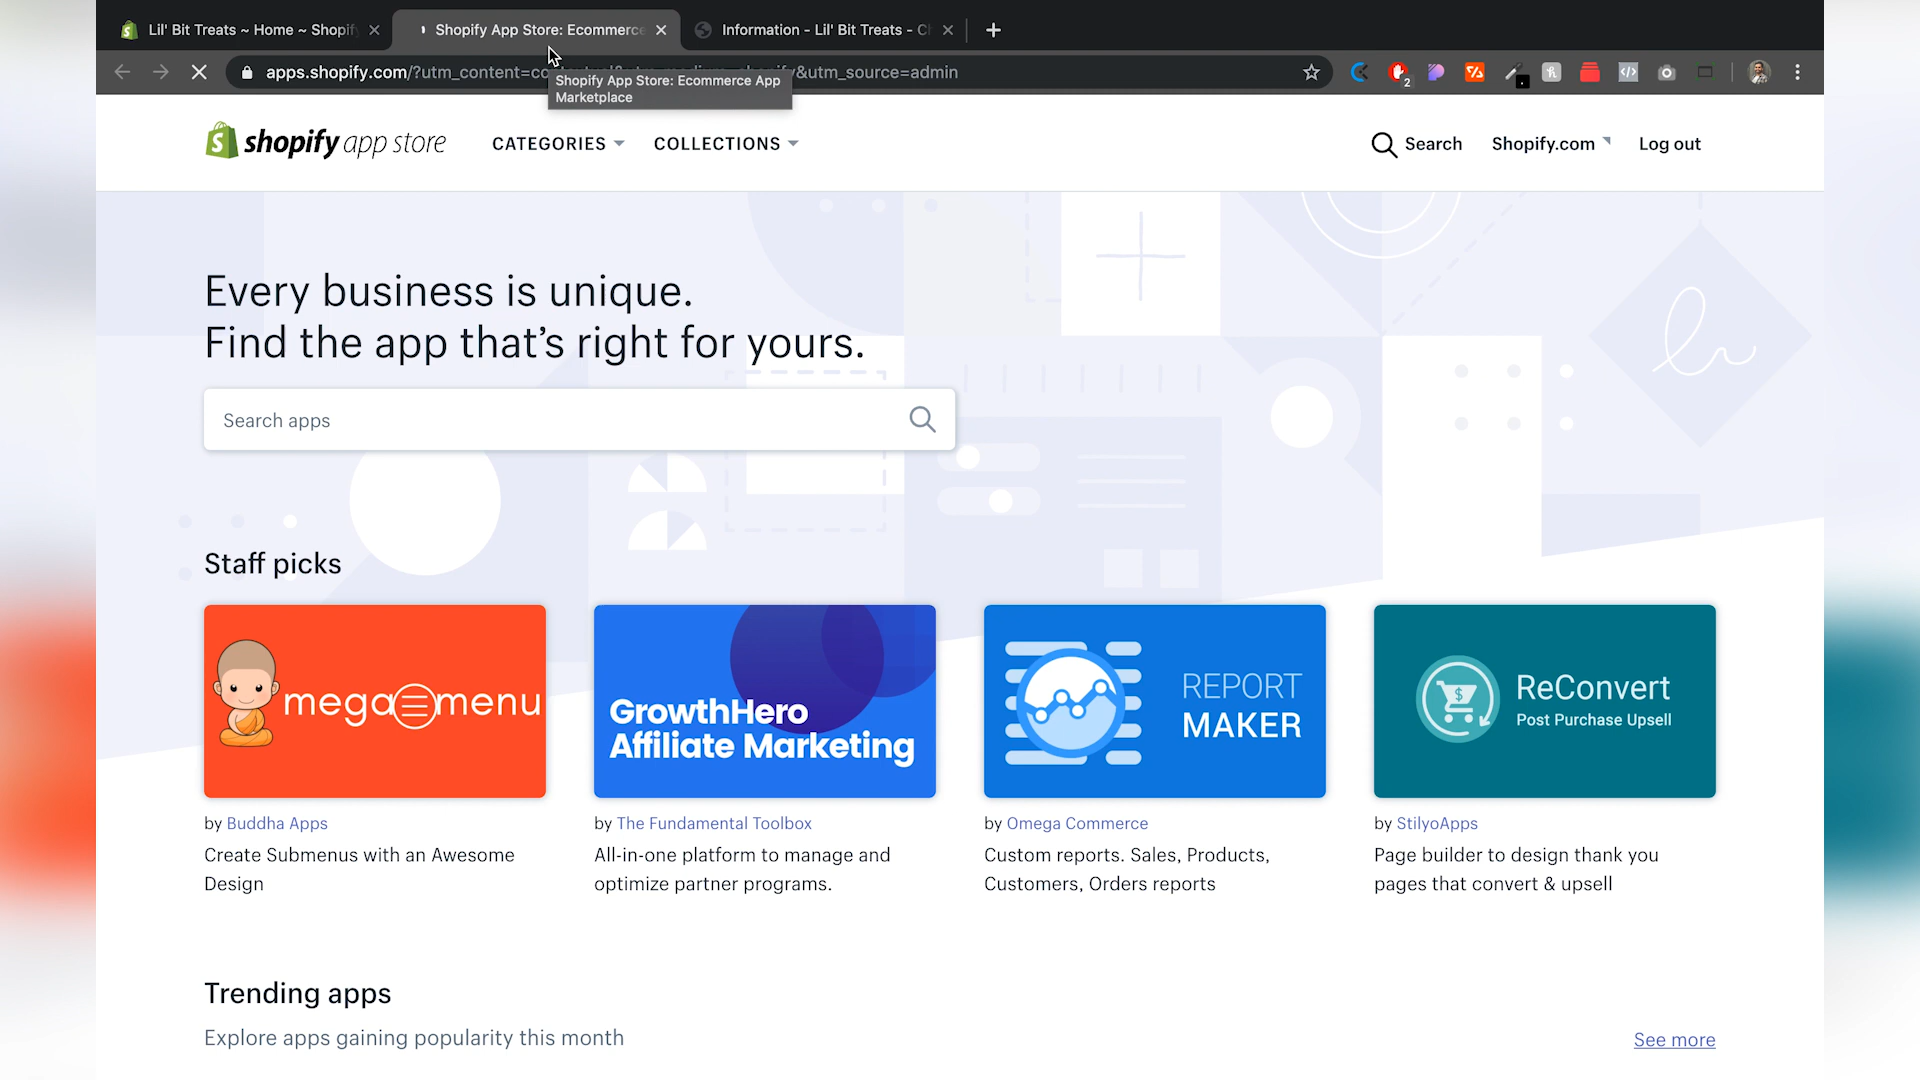 Lil' Bit Treats ~ Home ~ Shopif
Shopify App Store: Ecommerce
Information - Lil' Bit Treats - C
apps.shopify.com/?utm_content=co
&utm_source=admin
2
Shopify App Store: Ecommerce App
Marketplace
shopify app store
CATEGORIES
COLLECTIONS
Search
Shopify.com
Log out
Every business is unique.
Find the app that’s right for yours.
Search apps
Staff picks
mega menu
GrowthHero
Affiliate Marketing
REPORT
MAKER
ReConvert
Post Purchase Upsell
by Buddha Apps
Create Submenus with an Awesome
Design
by The Fundamental Toolbox
All-in-one platform to manage and
optimize partner programs.
by Omega Commerce
Custom reports. Sales, Products,
Customers, Orders reports
by StilyoApps
Page builder to design thank you
pages that convert & upsell
Trending apps
Explore apps gaining popularity this month
See more